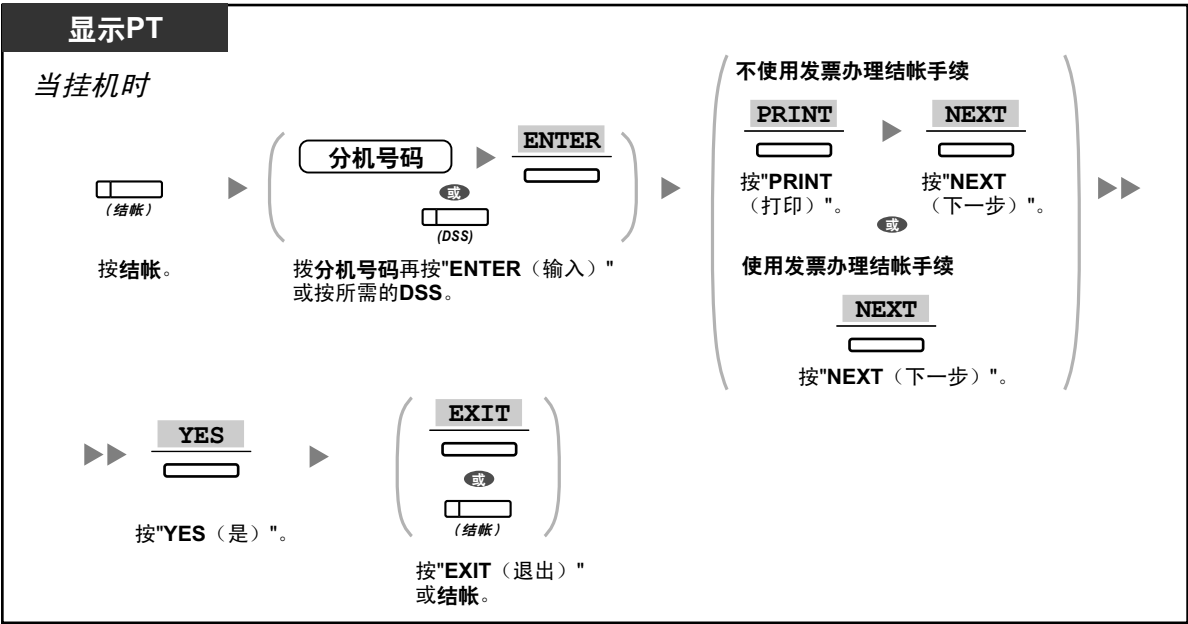 显示PT
当挂机时
（结帐）
按结帐。
分机号码
ENTER
或
(DSS)
拨分机号码再按"ENTER（输入）"
或按所需的DSS。
不使用发票办理结帐手续
PRINT
NEXT
按"PRINT
（打印）"。
按"NEXT
（下一步）"。
或
使用发票办理结帐手续
NEXT
按"NEXT（下一步）"。
YES
按"YES（是）"。
EXIT
或
（结帐）
按"EXIT（退出）"
或结帐。